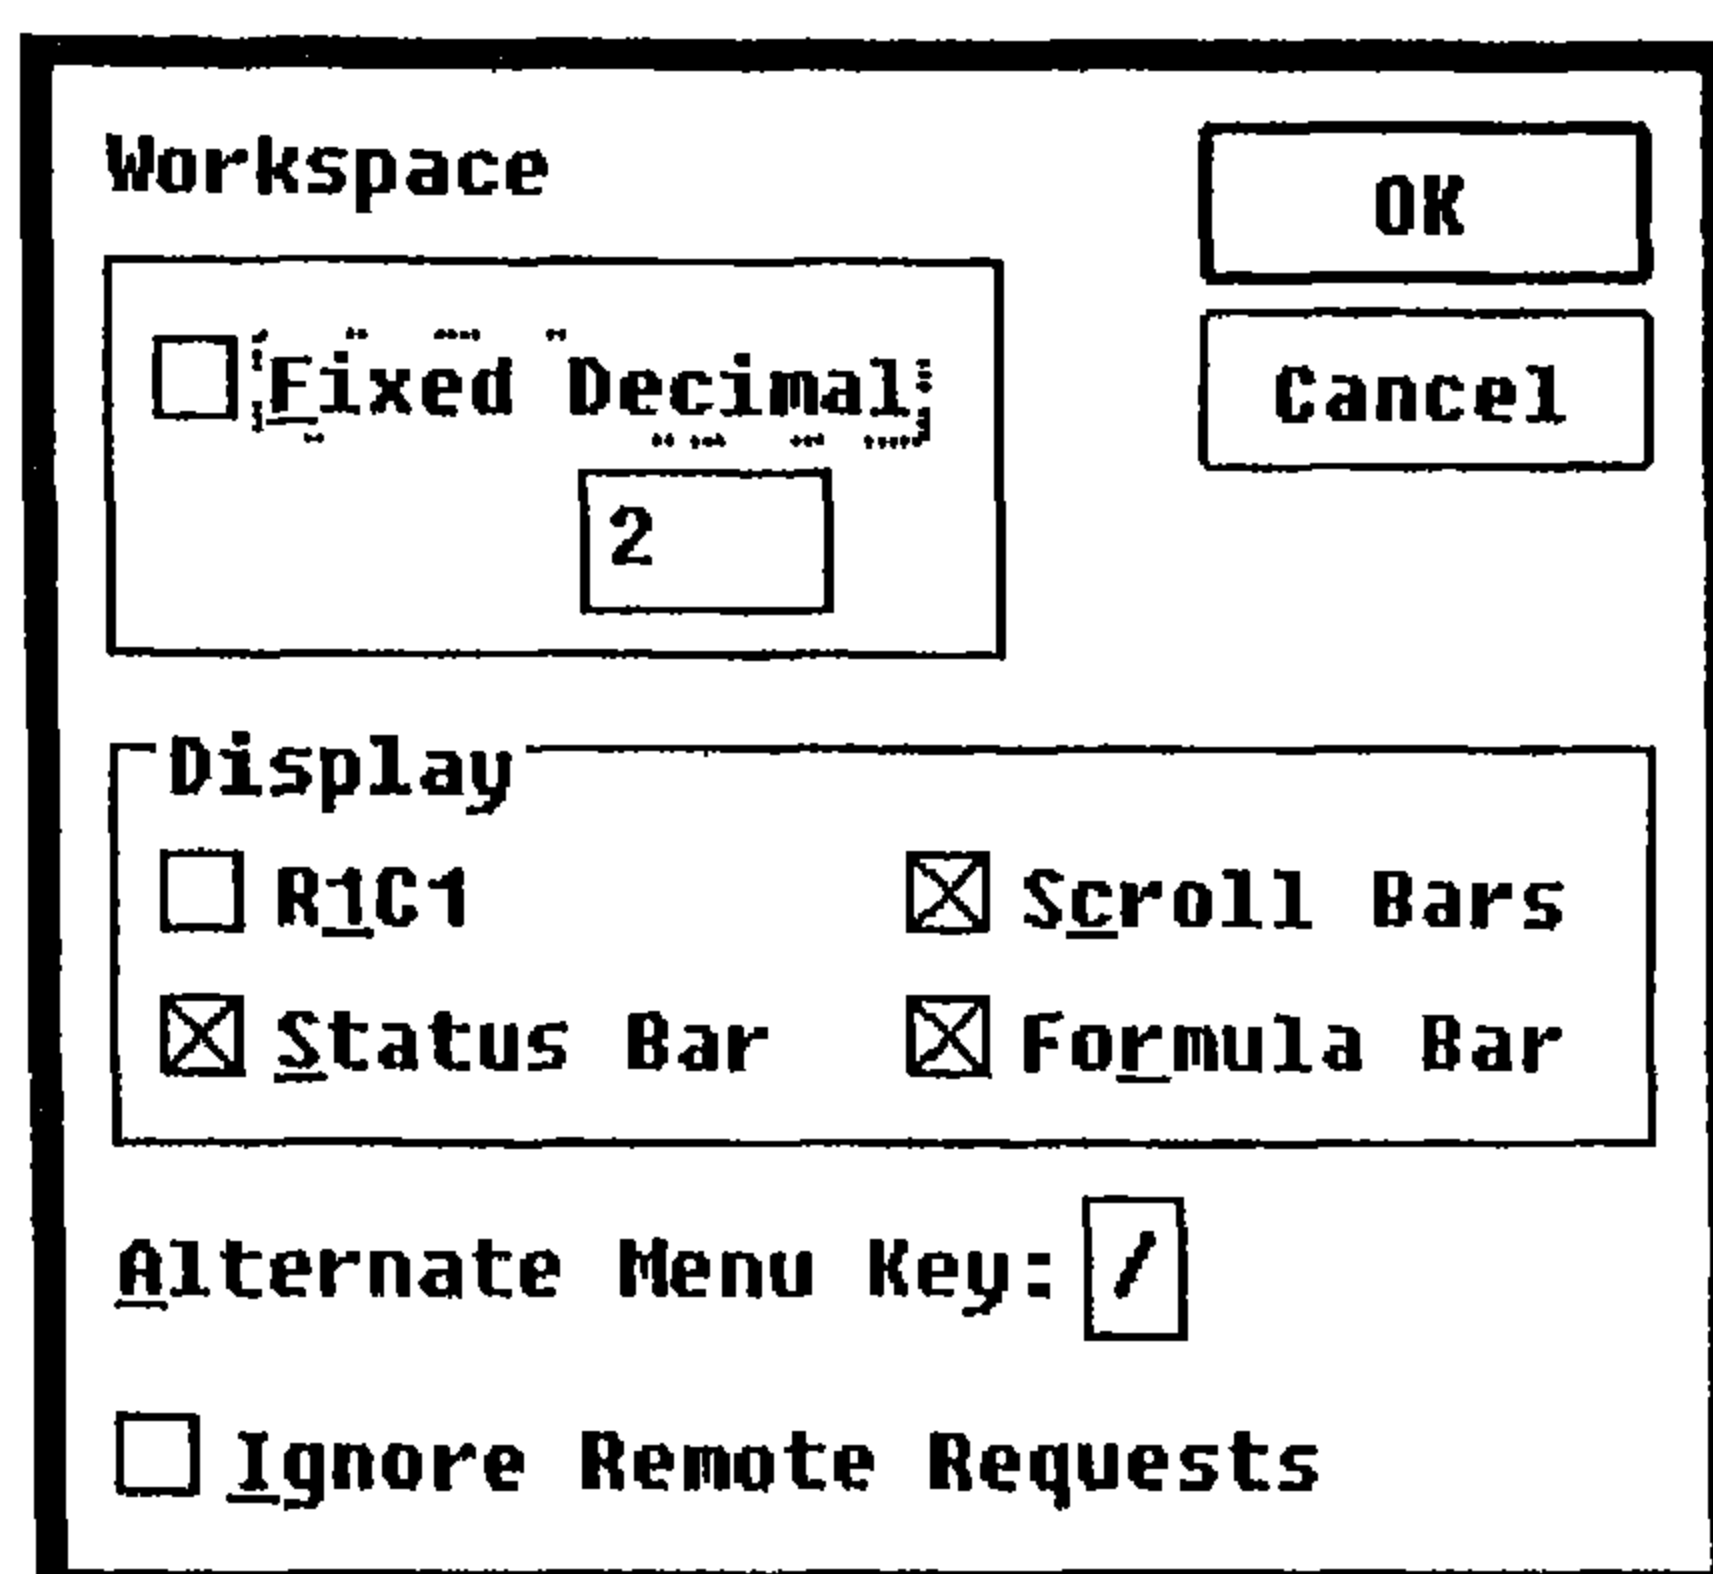 Workspace
OK
Fixed Decimal
Cancel
2
Display
R1C1
Scroll Bars
Status Bar
Formula Bar
Alternate Menu Key: /
Ignore Remote Requests